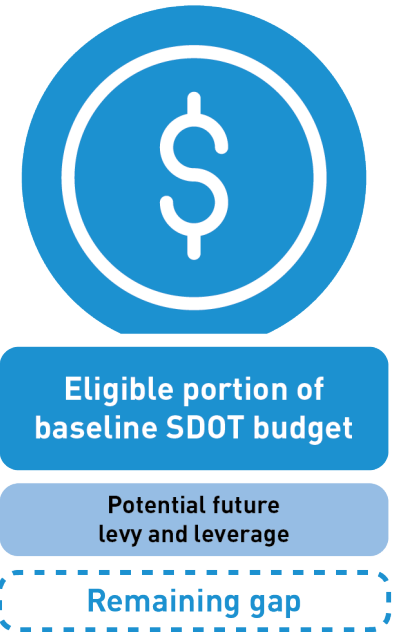 $
Eligible portion of
baseline SDOT budget
Potential future
levy and leverage
Remaining gap